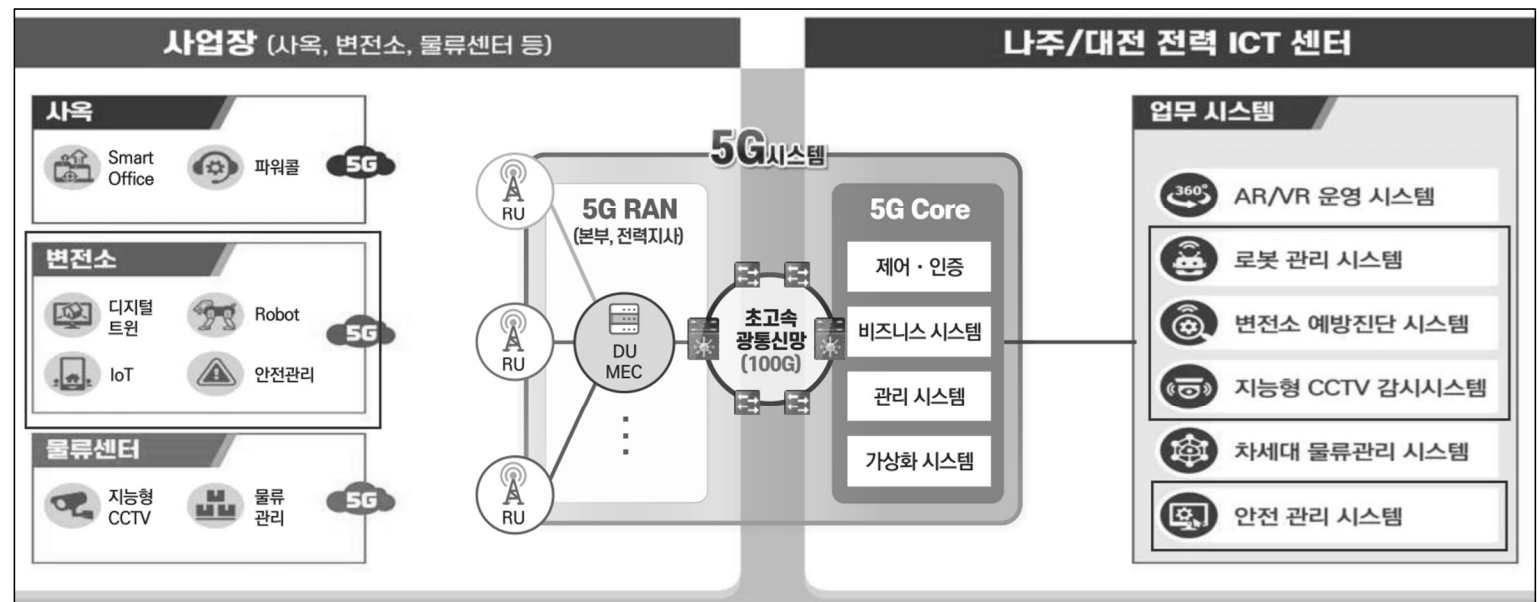 사업장 (사옥, 변전소, 물류센터 등)
나주/대전 전력 ICT 센터
사옥
Smart
Office
파워콜
5G
변전소
디지털
트윈
Robot
IoT
안전관리
5G
물류센터
지능형
CCTV
물류
관리
5G
5G시스템
RU
RU
RU
5G RAN
(본부, 전력지사)
DU
MEC
초고속
광통신망
(100G)
5G Core
제어 · 인증
비즈니스 시스템
관리 시스템
가상화 시스템
업무 시스템
360°
AR/VR 운영 시스템
로봇 관리 시스템
변전소 예방진단 시스템
지능형 CCTV 감시시스템
차세대 물류관리 시스템
안전 관리 시스템